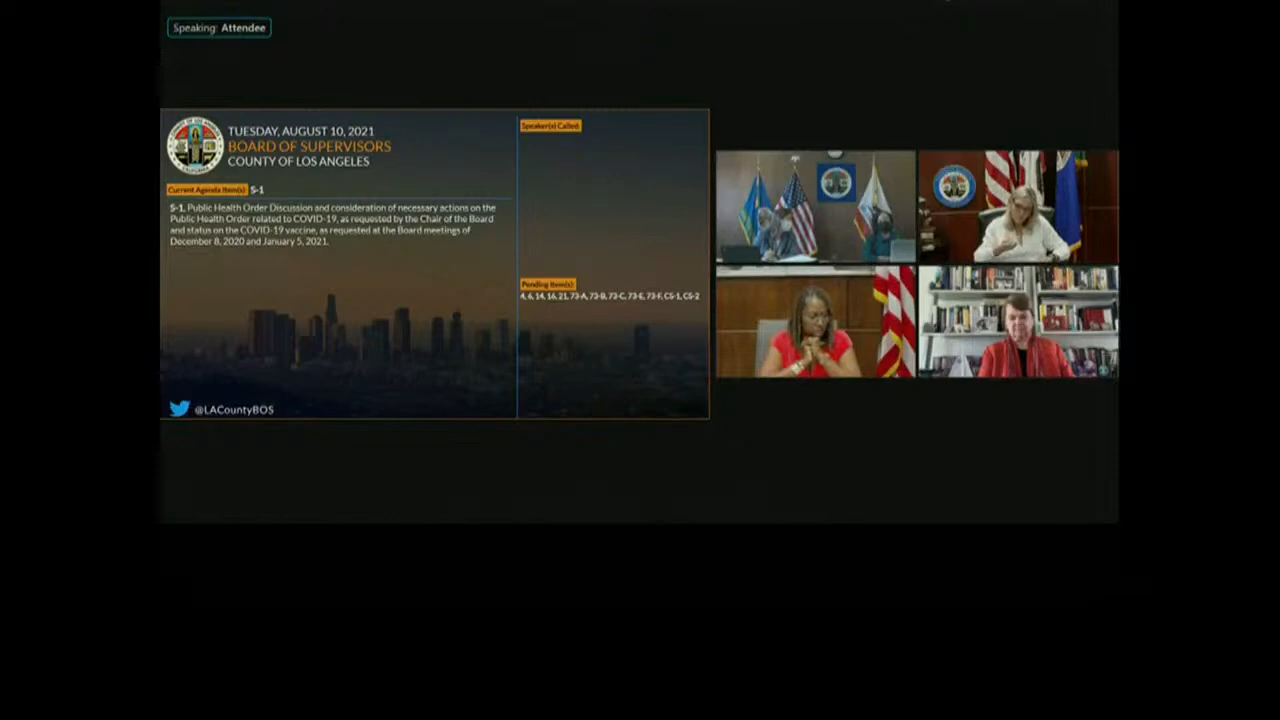 Speaking: Attendee
TUESDAY, AUGUST 10, 2021
BOARD OF SUPERVISORS
COUNTY OF LOS ANGELES
Current Agenda Item(s): S-1
S-1. Public Health Order Discussion and consideration of necessary actions on the
Public Health Order related to COVID-19, as requested by the Chair of the Board
and status on the COVID-19 vaccine, as requested at the Board meetings of
December 8, 2020 and January 5, 2021.
Speaker(s) Called:
Pending Item(s):
4, 6, 14, 16, 21, 73-A, 73-B, 73-C, 73-E, 73-F, CS-1, CS-2
@LACountyBOS